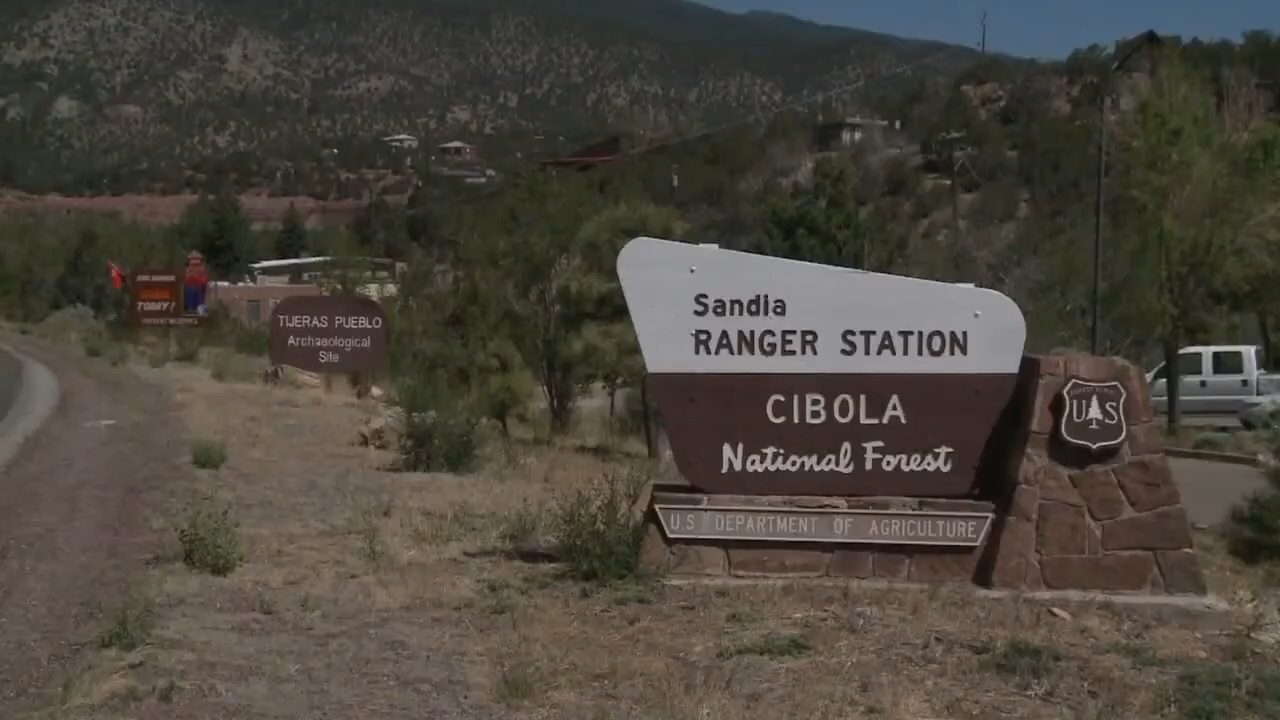 TIJERAS PUEBLO
Archaeological
Site
TODAY!
Sandia
RANGER STATION
CIBOLA
National Forest
U.S DEPARTMENT OF AGRICULTURE
US